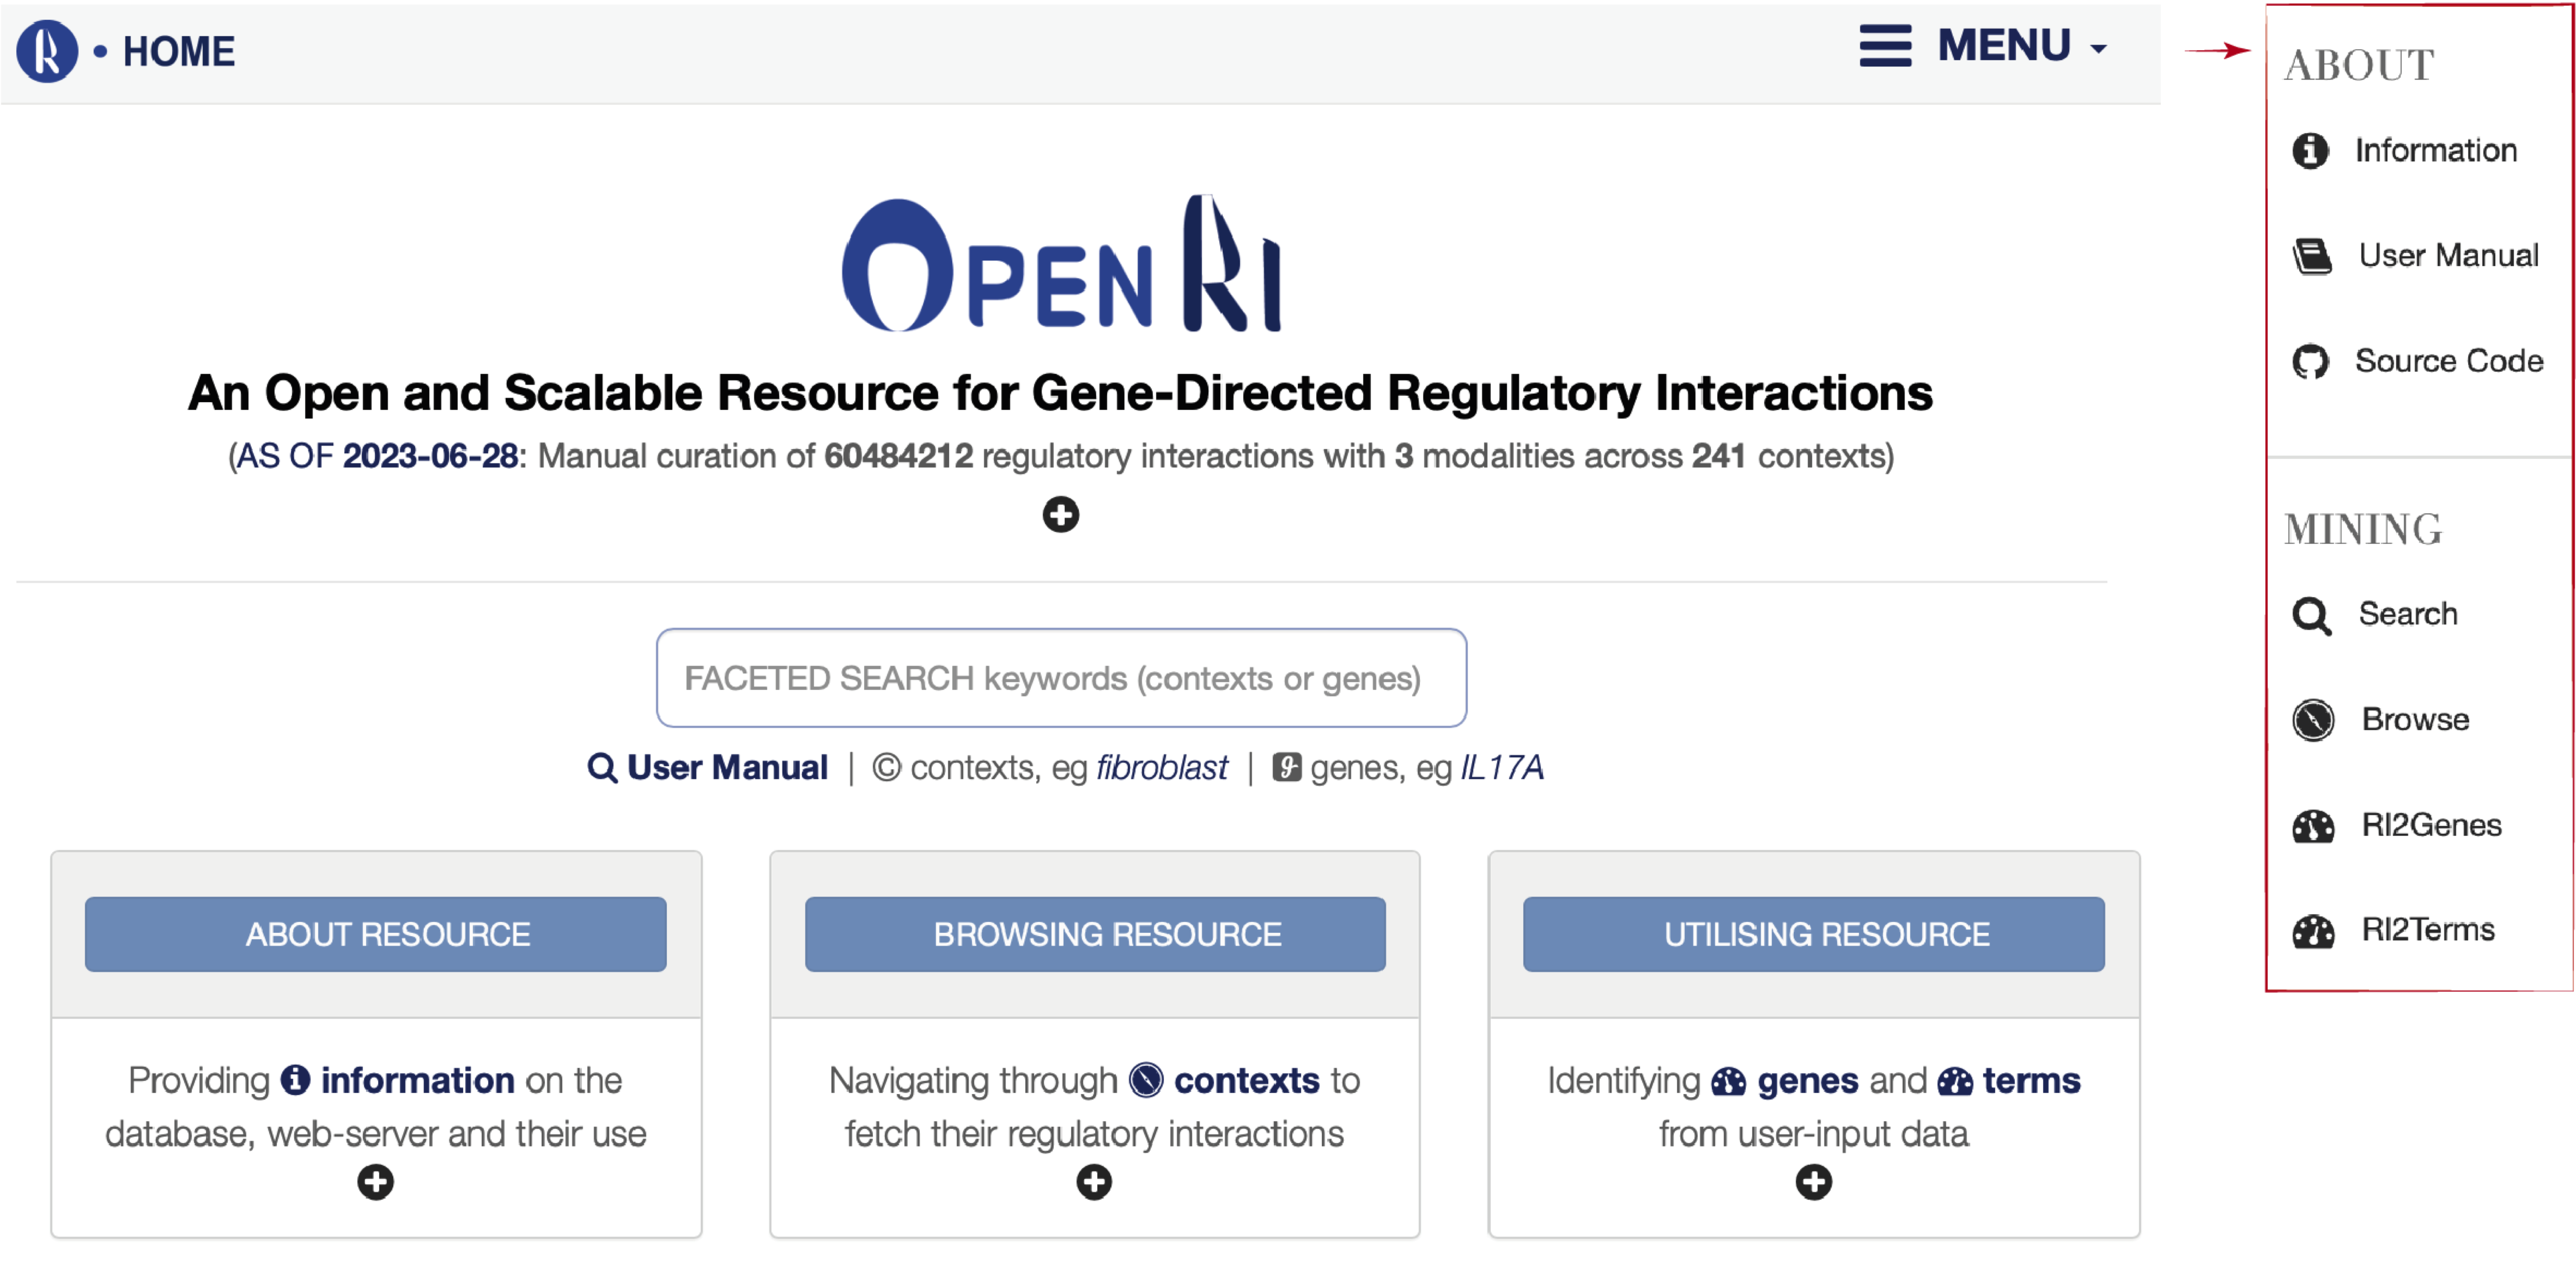 R • HOME
MENU
OPEN RI
An Open and Scalable Resource for Gene-Directed Regulatory Interactions
(AS OF 2023-06-28: Manual curation of 60484212 regulatory interactions with 3 modalities across 241 contexts)
FACETED SEARCH keywords (contexts or genes)
User Manual | © contexts, eg fibroblast | g genes, eg IL17A
ABOUT RESOURCE
Providing information on the
database, web-server and their use
BROWSING RESOURCE
Navigating through contexts to
fetch their regulatory interactions
UTILISING RESOURCE
Identifying genes and terms
from user-input data
ABOUT
Information
User Manual
Source Code
MINING
Search
Browse
RI2Genes
RI2Terms